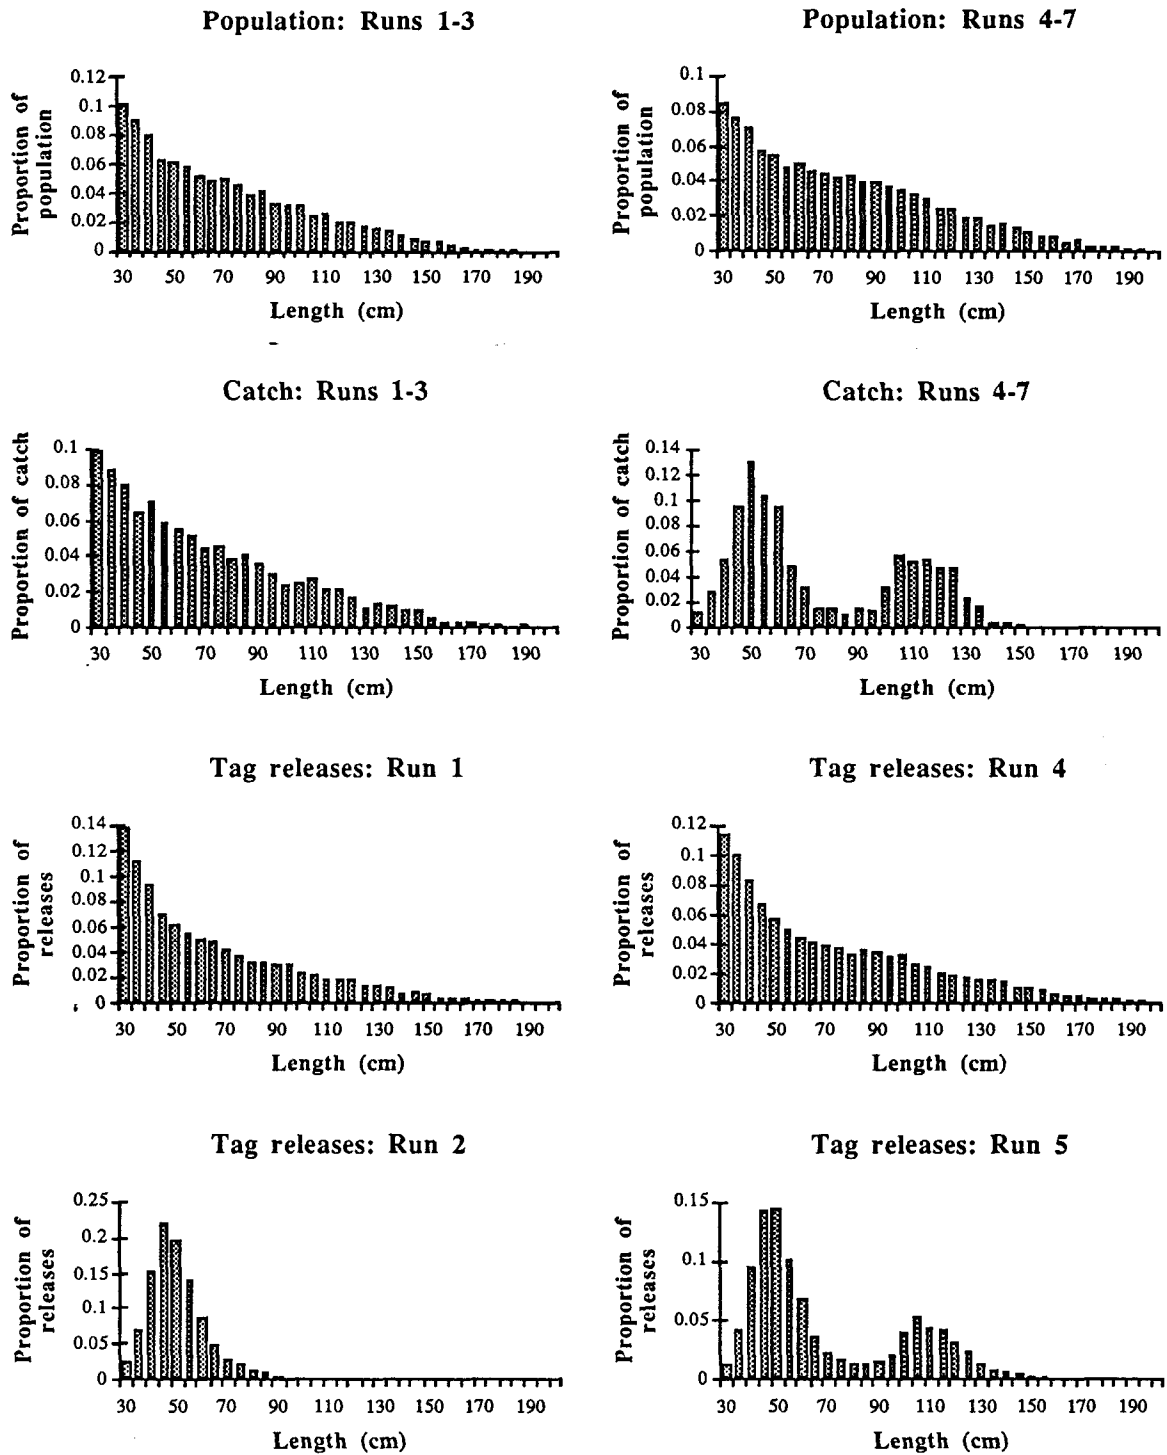 Population: Runs 1-3
Proportion of
population
0.12
0.1
0.08
0.06
0.04
0.02
0
30 50 70 90 110 130 150 170 190
Length (cm)
Population: Runs 4-7
Proportion of
population
0.1
0.08
0.06
0.04
0.02
0
30 50 70 90 110 130 150 170 190
Length (cm)
Catch: Runs 1-3
Proportion of catch
0.1
0.08
0.06
0.04
0.02
0
30 50 70 90 110 130 150 170 190
Length (cm)
Catch: Runs 4-7
Proportion of catch
0.14
0.12
0.1
0.08
0.06
0.04
0.02
0
30 50 70 90 110 130 150 170 190
Length (cm)
Tag releases: Run 1
Proportion of
releases
0.14
0.12
0.1
0.08
0.06
0.04
0.02
0
30 50 70 90 110 130 150 170 190
Length (cm)
Tag releases: Run 4
Proportion of
releases
0.12
0.1
0.08
0.06
0.04
0.02
0
30 50 70 90 110 130 150 170 190
Length (cm)
Tag releases: Run 2
Proportion of
releases
0.25
0.2
0.15
0.1
0.05
0
30 50 70 90 110 130 150 170 190
Length (cm)
Tag releases: Run 5
Proportion of
releases
0.15
0.1
0.05
0
30 50 70 90 110 130 150 170 190
Length (cm)